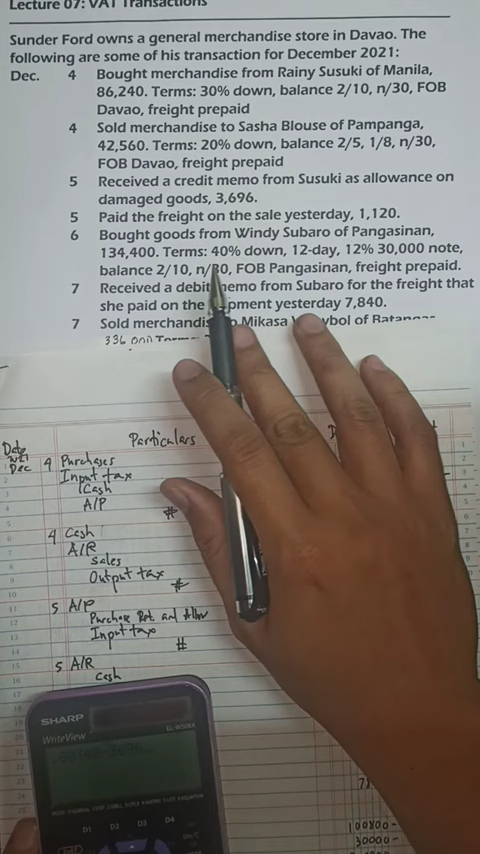 Lecture 07: VAT Transactions
Sunder Ford owns a general merchandise store in Davao. The
following are some of his transaction for December 2021:
Dec. 4 Bought merchandise from Rainy Susuki of Manila,
86,240. Terms: 30% down, balance 2/10, n/30, FOB
Davao, freight prepaid
4 Sold merchandise to Sasha Blouse of Pampanga,
42,560. Terms: 20% down, balance 2/5, 1/8, n/30,
FOB Davao, freight prepaid
5 Received a credit memo from Susuki as allowance on
damaged goods, 3,696.
5 Paid the freight on the sale yesterday, 1,120.
6 Bought goods from Windy Subaro of Pangasinan,
134,400. Terms: 40% down, 12-day, 12% 30,000 note,
balance 2/10, n/30, FOB Pangasinan, freight prepaid.
7 Received a debit memo from Subaro for the freight that
she paid on the yesterday 7,840.
7 Sold Mikasa of
Particulars
Date
Dec 4 Purchases
Input tax
Cash
A/P
#
4 Cash
A/R
Sales
Output tax
#
5 A/P
Purchase Ret. and Allow
Input tax
#
5 A/R
Cash
SHARP
WriteView
D1 D2 D3 D4
100800-
30000-